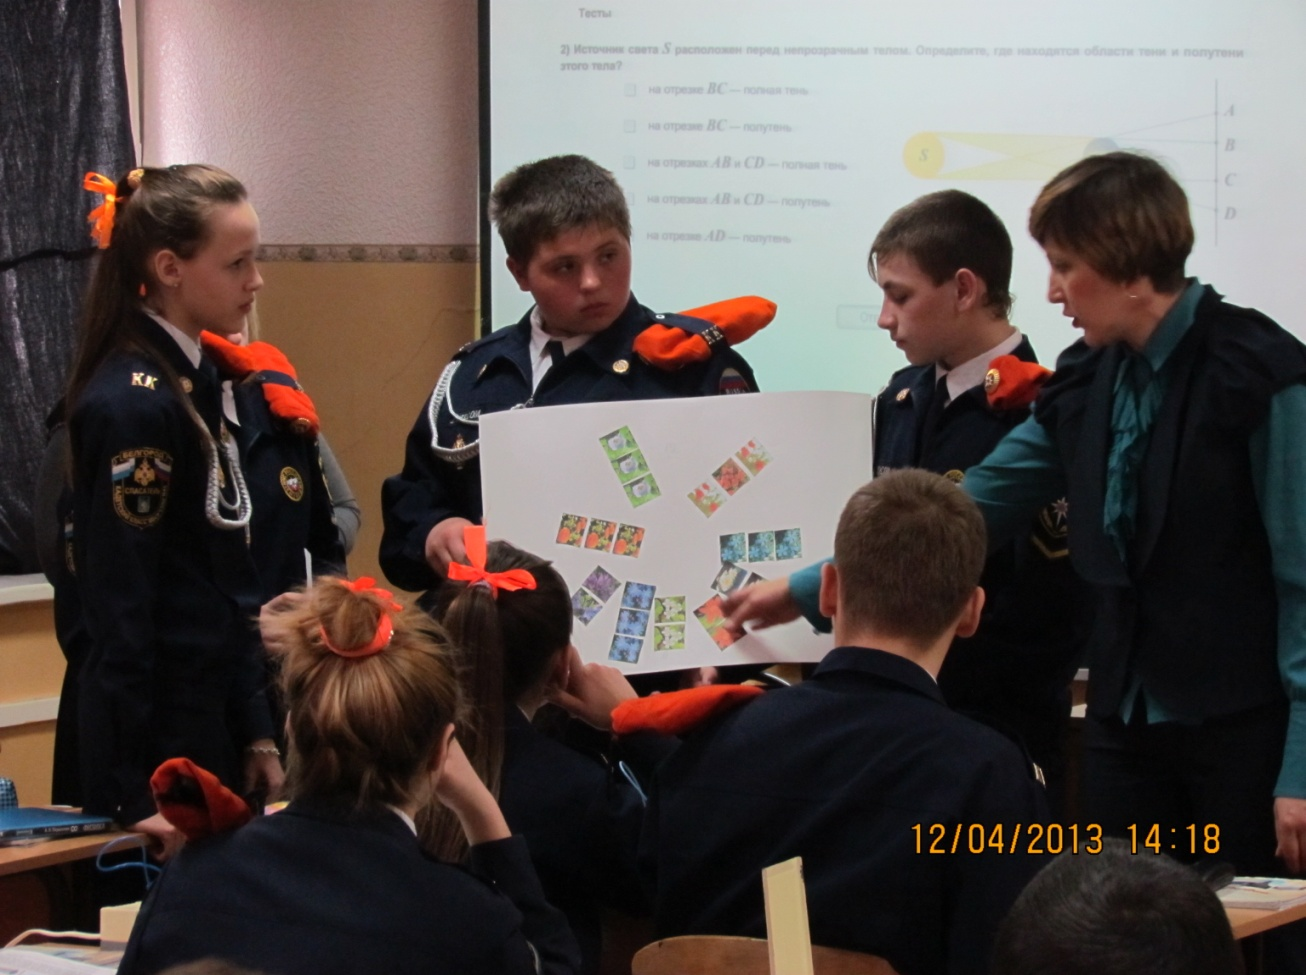 Тесты
2) Источник света S расположен перед непрозрачным телом. Определите, где находятся области тени и полутени
этого тела?
на отрезке BC — полная тень
на отрезке BC — полутень
на отрезках AB и CD — полная тень
на отрезках AB и CD — полутень
на отрезке AD — полутень
S
A
B
C
D
КК
БЕЛГОРОД
12/04/2013 14:18